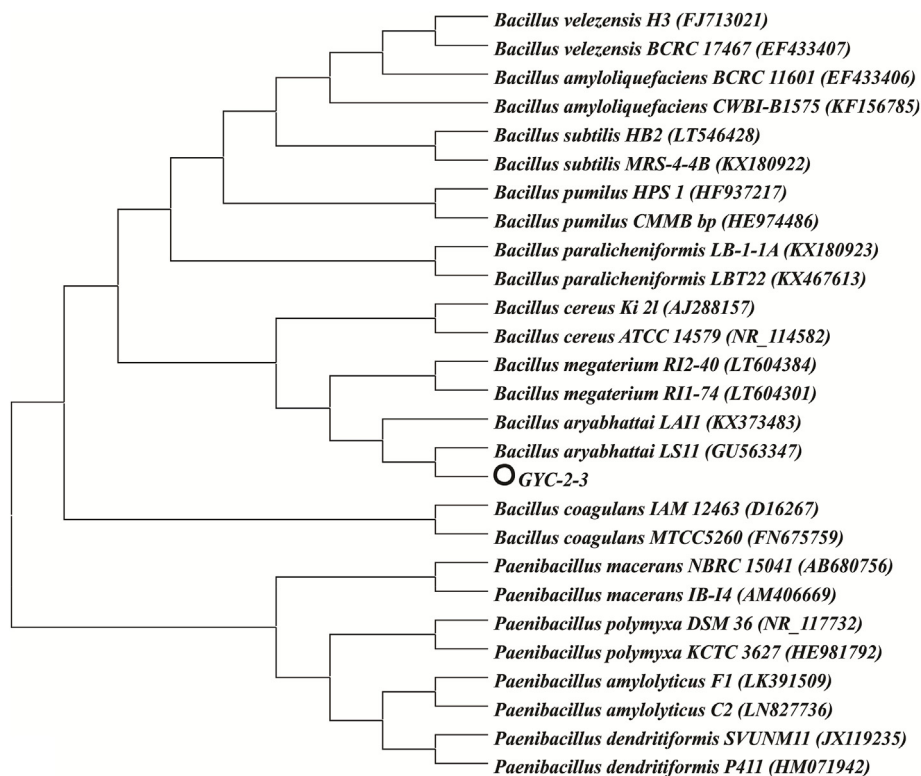 Bacillus velezensis H3 (FJ713021)
Bacillus velezensis BCRC 17467 (EF433407)
Bacillus amyloliquefaciens BCRC 11601 (EF433406)
Bacillus amyloliquefaciens CWBI-B1575 (KF156785)
Bacillus subtilis HB2 (LT546428)
Bacillus subtilis MRS-4-4B (KX180922)
Bacillus pumilus HPS 1 (HF937217)
Bacillus pumilus CMMB bp (HE974486)
Bacillus paralicheniformis LB-1-1A (KX180923)
Bacillus paralicheniformis LBT22 (KX467613)
Bacillus cereus Ki 2l (AJ288157)
Bacillus cereus ATCC 14579 (NR_114582)
Bacillus megaterium RI2-40 (LT604384)
Bacillus megaterium RI1-74 (LT604301)
Bacillus aryabhattai LAI1 (KX373483)
Bacillus aryabhattai LS11 (GU563347)
GYC-2-3
Bacillus coagulans IAM 12463 (D16267)
Bacillus coagulans MTCC5260 (FN675759)
Paenibacillus macerans NBRC 15041 (AB680756)
Paenibacillus macerans IB-I4 (AM406669)
Paenibacillus polymyxa DSM 36 (NR_117732)
Paenibacillus polymyxa KCTC 3627 (HE981792)
Paenibacillus amylolyticus F1 (LK391509)
Paenibacillus amylolyticus C2 (LN827736)
Paenibacillus dendritiformis SVUNM11 (JX119235)
Paenibacillus dendritiformis P411 (HM071942)